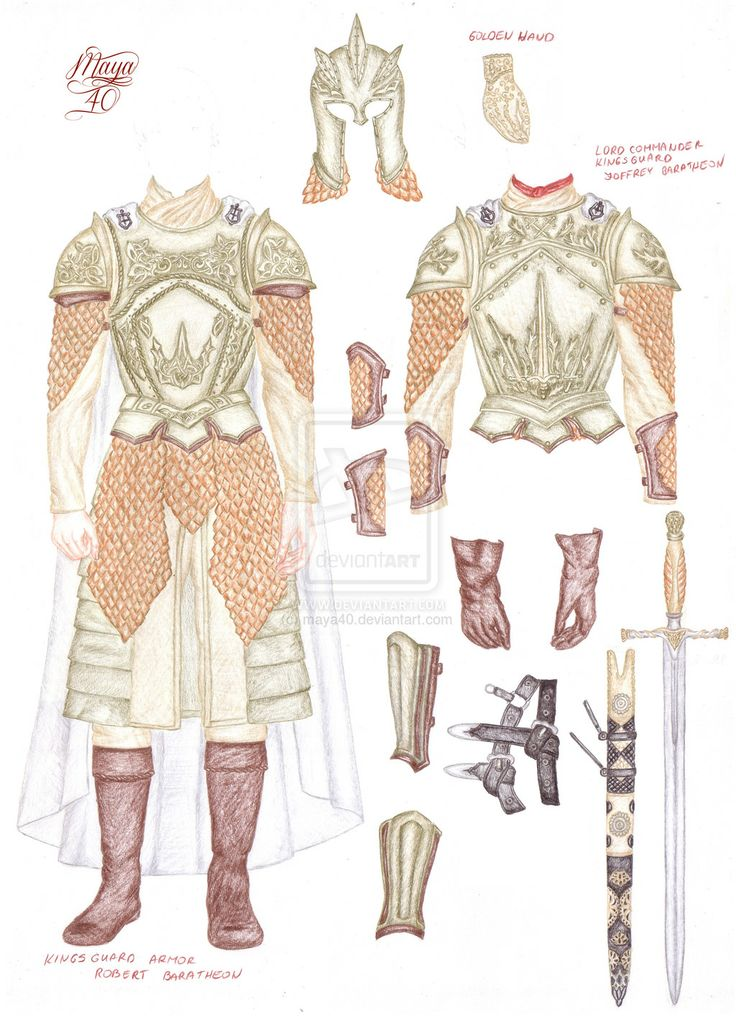 Maya
40
GOLDEN HAND
LORD COMMANDER
KINGSGUARD
JOFFREY BARATHEON
deviantART
WWW.DEVIANTART.COM
(c) maya40.deviantart.com
KINGSGUARD ARMOR
ROBERT BARATHEON